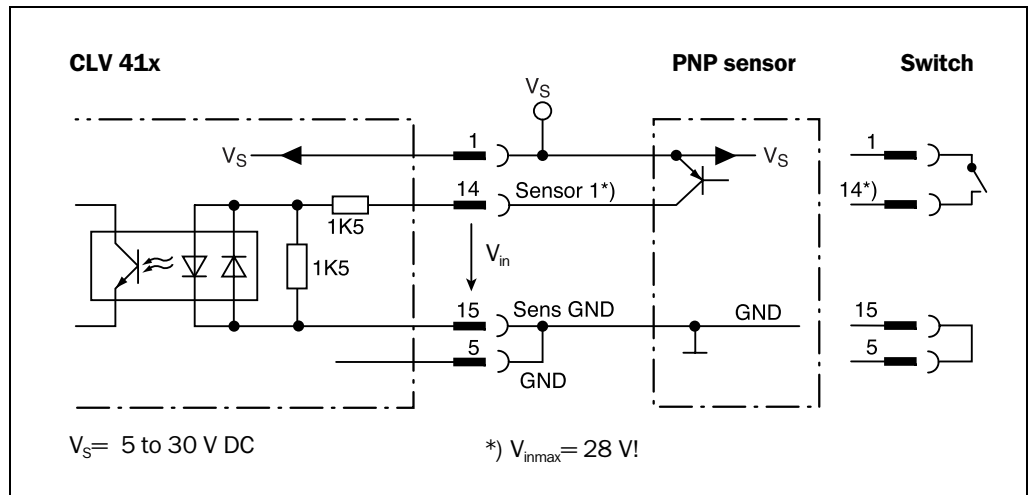 CLV 41x
PNP sensor
Switch
VS
VS
1
VS
1
14
Sensor 1*)
14*)
1K5
1K5
Vin
15
Sens GND
GND
15
5
GND
5
VS= 5 to 30 V DC
*) Vinmax= 28 V!